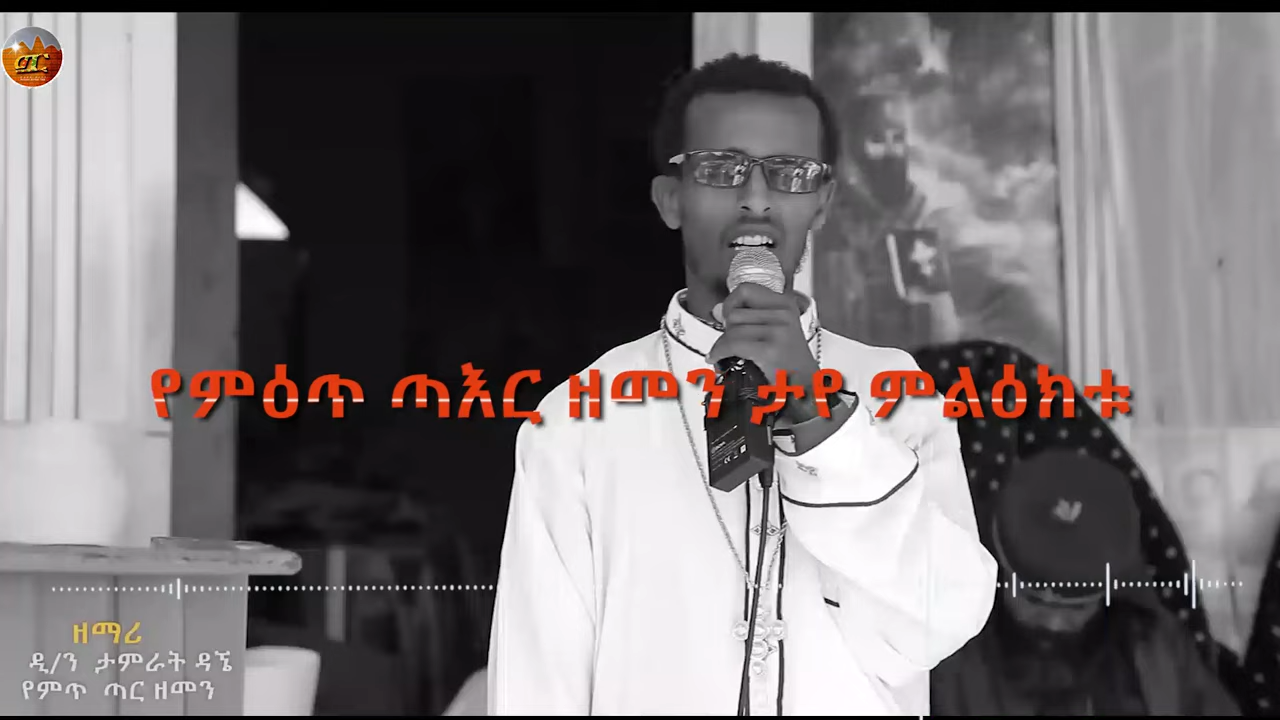 የምዕጥ ጣእር ዘመን ታየ ምልዕክቱ
ዘማሪ
ዲ/ን ታምራት ዳኜ
የምጥ ጣር ዘመን